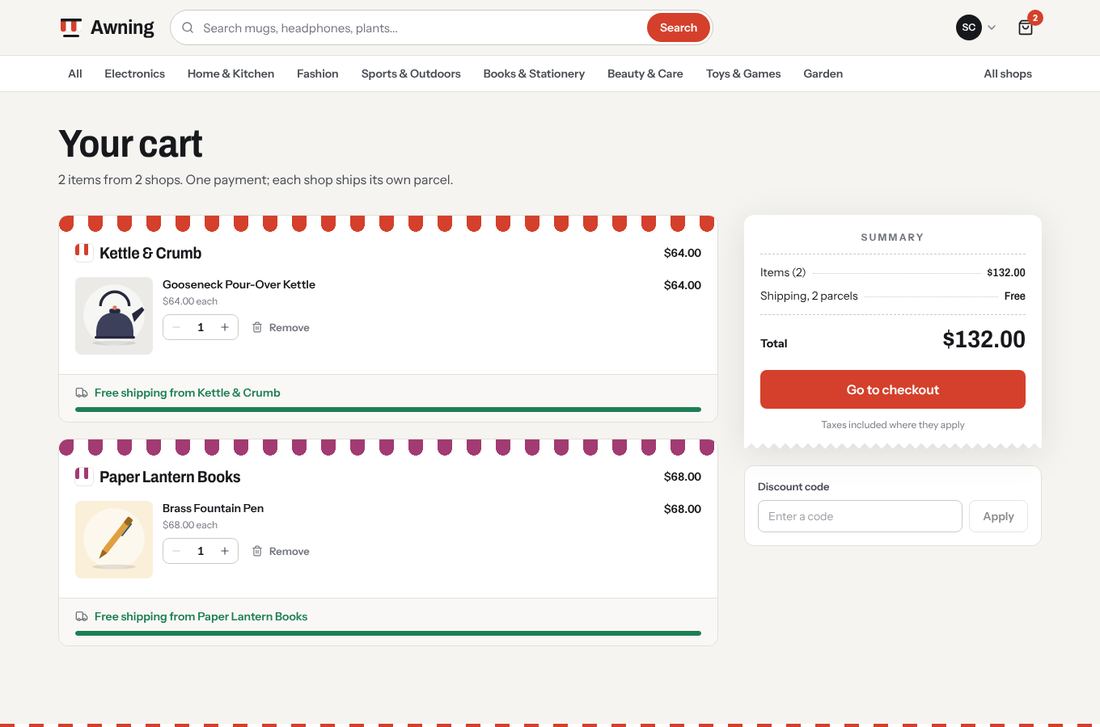 Awning
Search mugs, headphones, plants...
Search
SC
2
All
Electronics
Home & Kitchen
Fashion
Sports & Outdoors
Books & Stationery
Beauty & Care
Toys & Games
Garden
All shops
Your cart
2 items from 2 shops. One payment; each shop ships its own parcel.
Kettle & Crumb
$64.00
Gooseneck Pour-Over Kettle
$64.00
$64.00 each
1
Remove
Free shipping from Kettle & Crumb
Paper Lantern Books
$68.00
Brass Fountain Pen
$68.00
$68.00 each
1
Remove
Free shipping from Paper Lantern Books
SUMMARY
Items (2) $132.00
Shipping, 2 parcels Free
Total $132.00
Go to checkout
Taxes included where they apply
Discount code
Enter a code
Apply